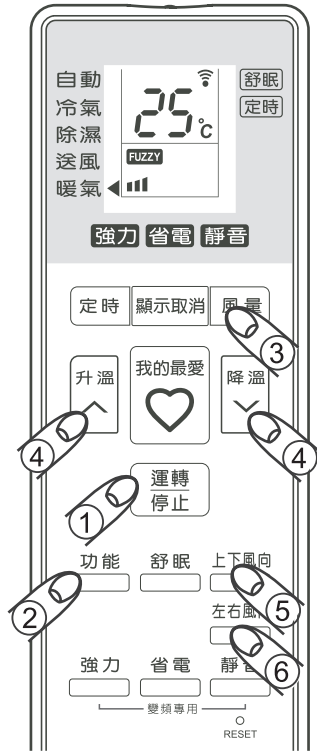 自動
冷氣
除濕
送風
暖氣
25℃
FUZZY
舒眠
定時
強力 省電 靜音
定時 顯示取消 風量
③
升溫 我的最愛 降溫
④ ④
運轉
停止
①
功能 舒眠 上下風向
② ⑤
左右風
⑥
強力 省電 靜
變頻專用
RESET